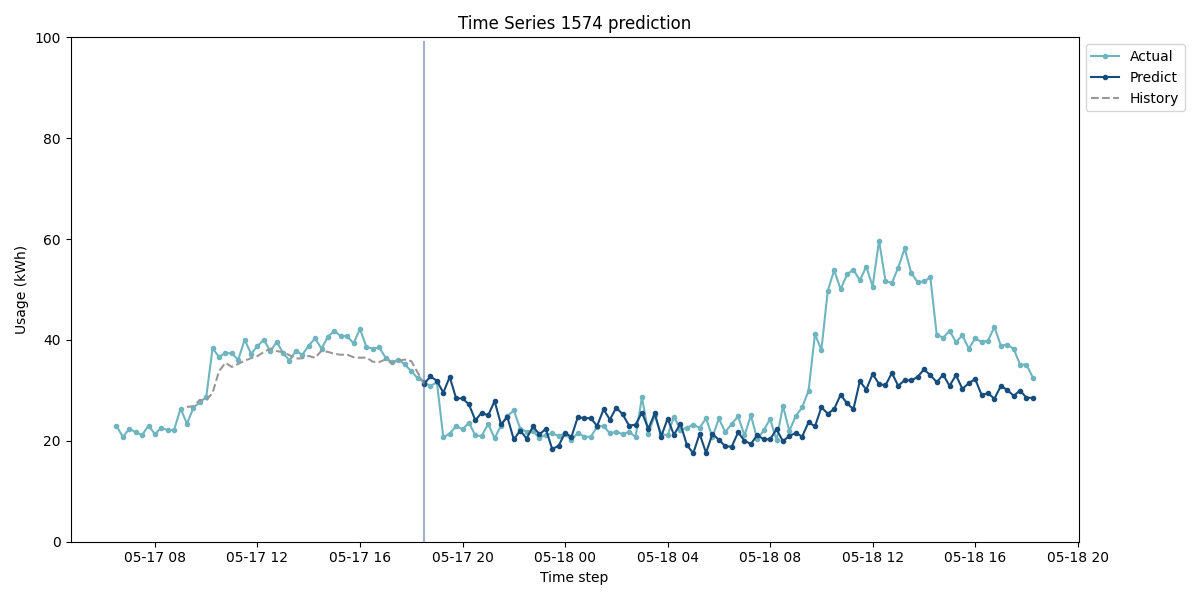 Time Series 1574 prediction
100
80
60
40
20
0
Usage (kWh)
05-17 08
05-17 12
05-17 16
05-17 20
05-18 00
05-18 04
05-18 08
05-18 12
05-18 16
05-18 20
Time step
Actual
Predict
History